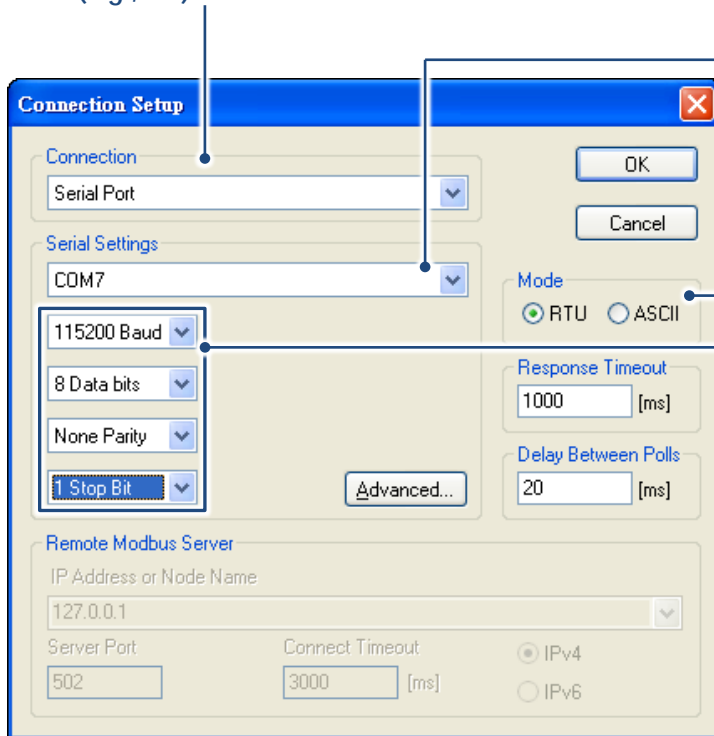 Connection Setup
Connection
Serial Port
OK
Cancel
Serial Settings
COM7
Mode
RTU ASCII
115200 Baud
8 Data bits
None Parity
1 Stop Bit
Advanced...
Response Timeout
1000 [ms]
Delay Between Polls
20 [ms]
Remote Modbus Server
IP Address or Node Name
127.0.0.1
Server Port Connect Timeout
502 3000 [ms]
IPv4
IPv6